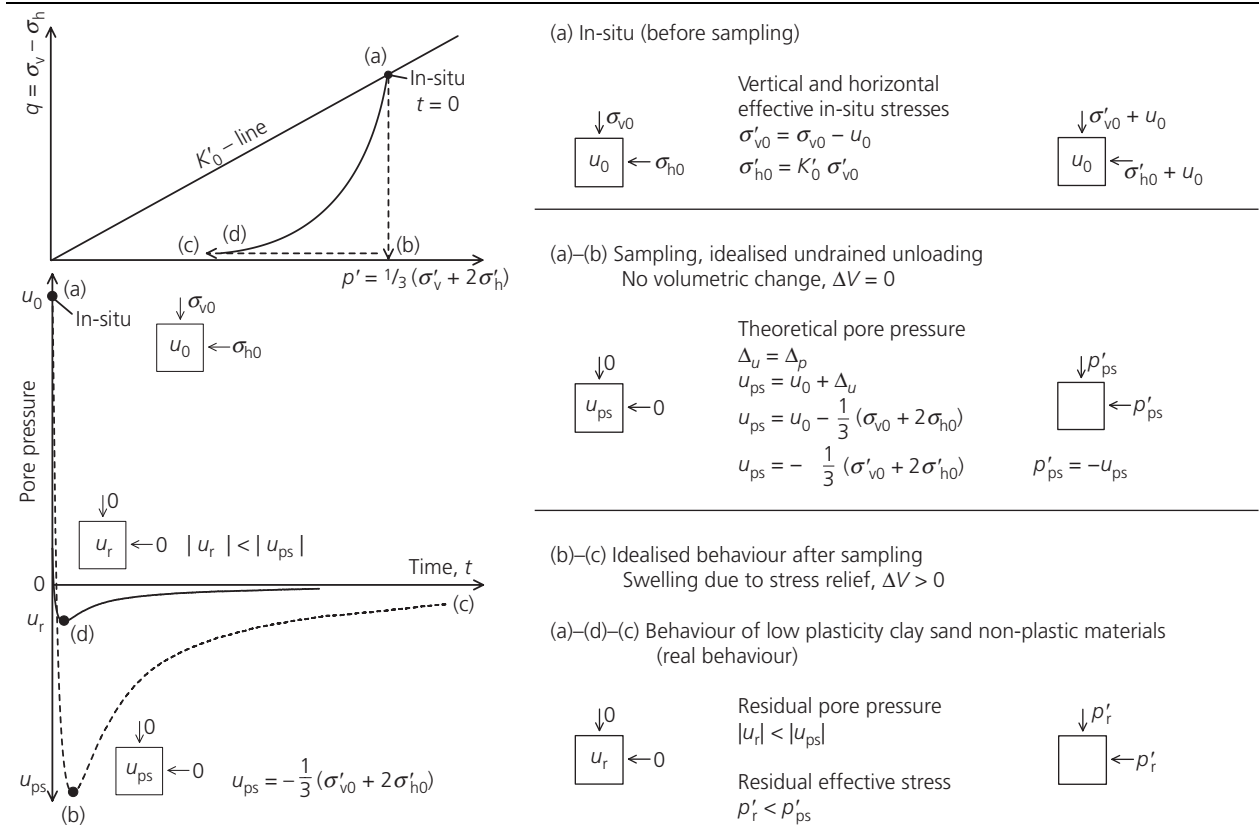 q = σv − σh
(a)
In-situ
t = 0
K′0 – line
(c)
(d)
(b)
p′ = 1/3 (σ′v + 2σ′h)
u0
(a)
In-situ
σv0
u0
σh0
Pore pressure
0
ur
0
| ur | < | ups |
Time, t
0
ur
(d)
(c)
0
ups
0
ups = − 1/3 (σ′v0 + 2σ′h0)
ups
(b)
(a) In-situ (before sampling)
Vertical and horizontal
effective in-situ stresses
σ′v0 = σv0 − u0
σ′h0 = K′0 σ′v0
σv0
u0
σh0
σ′v0 + u0
u0
σ′h0 + u0
(a)–(b) Sampling, idealised undrained unloading
No volumetric change, ΔV = 0
Theoretical pore pressure
Δu = Δp
ups = u0 + Δu
ups = u0 − 1/3 (σv0 + 2σh0)
ups = − 1/3 (σ′v0 + 2σ′h0)
p′ps = −ups
0
ups
0
p′ps
p′ps
(b)–(c) Idealised behaviour after sampling
Swelling due to stress relief, ΔV > 0
(a)–(d)–(c) Behaviour of low plasticity clay sand non-plastic materials
(real behaviour)
Residual pore pressure
|ur| < |ups|
Residual effective stress
p′r < p′ps
0
ur
0
p′r
p′r